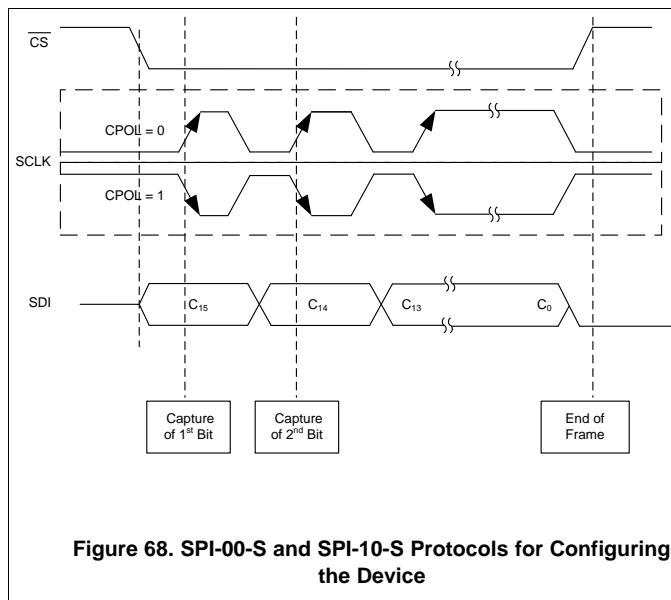 CS
CPOL = 0
SCLK
CPOL = 1
SDI
C15
C14
C13
C0
Capture
of 1st Bit
Capture
of 2nd Bit
End of
Frame
Figure 68. SPI-00-S and SPI-10-S Protocols for Configuring
the Device